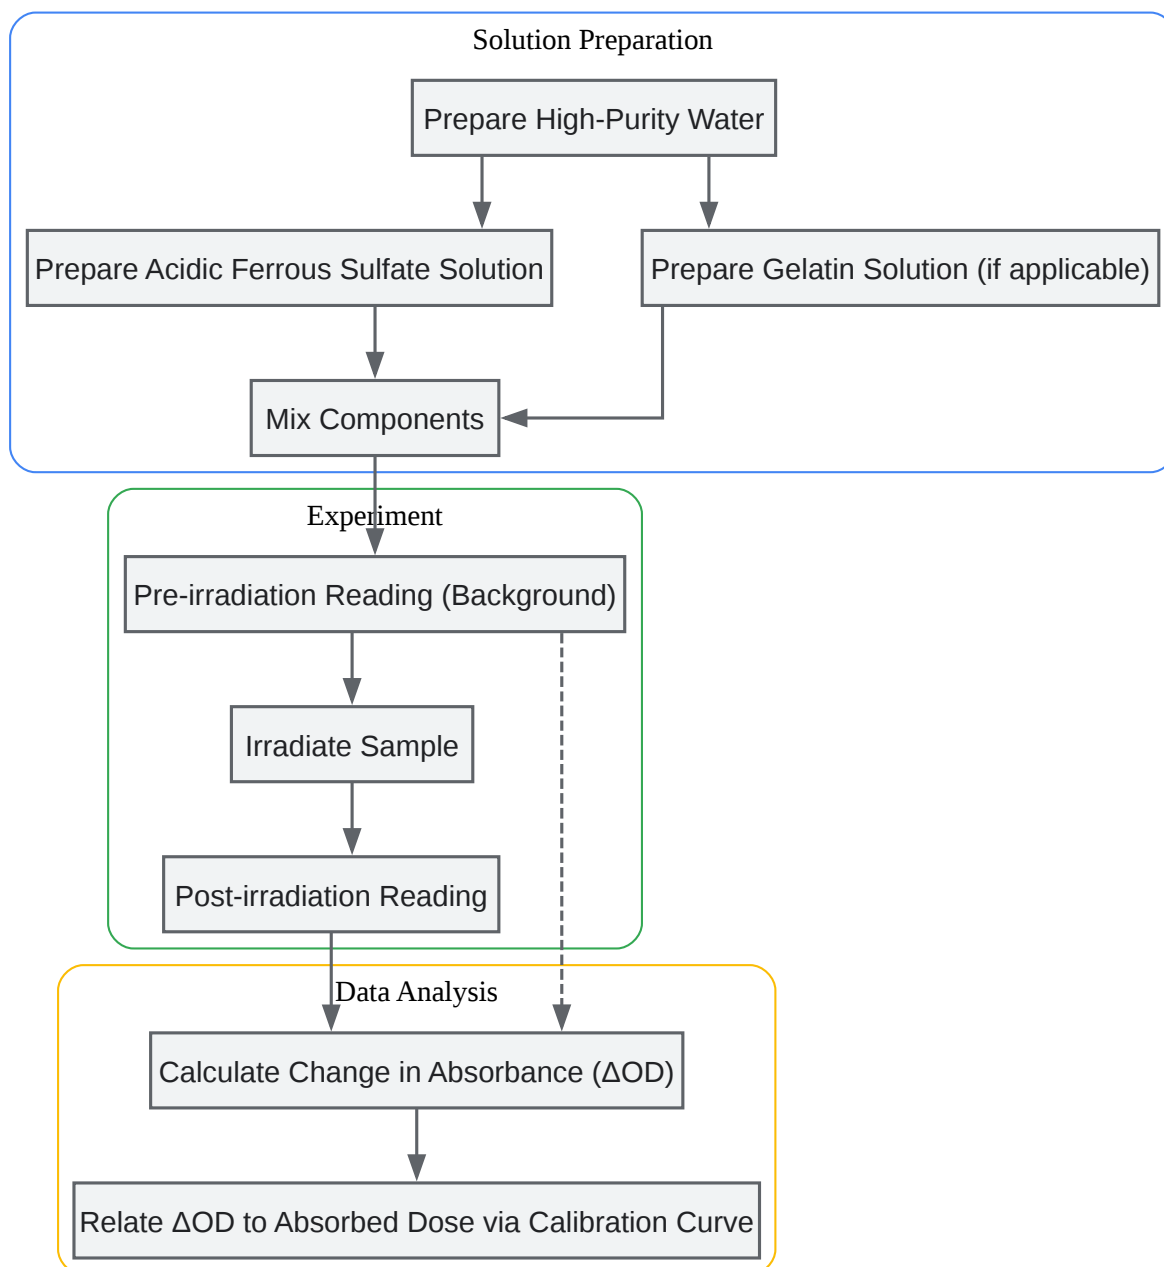 Solution Preparation
Prepare High-Purity Water
Prepare Acidic Ferrous Sulfate Solution
Prepare Gelatin Solution (if applicable)
Mix Components
Experiment
Pre-irradiation Reading (Background)
Irradiate Sample
Post-irradiation Reading
Data Analysis
Calculate Change in Absorbance (ΔOD)
Relate ΔOD to Absorbed Dose via Calibration Curve